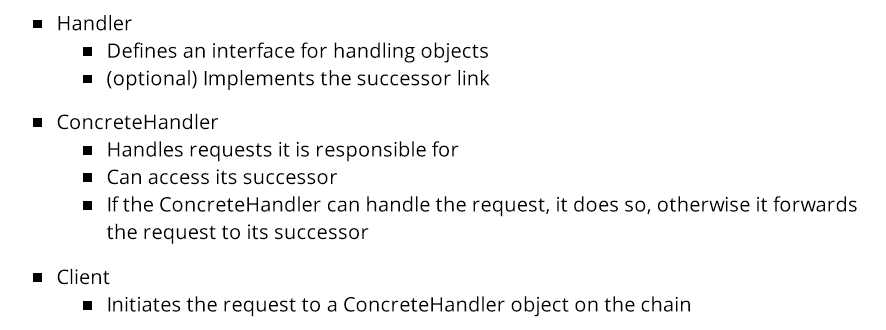 Handler
Defines an interface for handling objects
(optional) Implements the successor link
ConcreteHandler
Handles requests it is responsible for
Can access its successor
If the ConcreteHandler can handle the request, it does so, otherwise it forwards
the request to its successor
Client
Initiates the request to a ConcreteHandler object on the chain